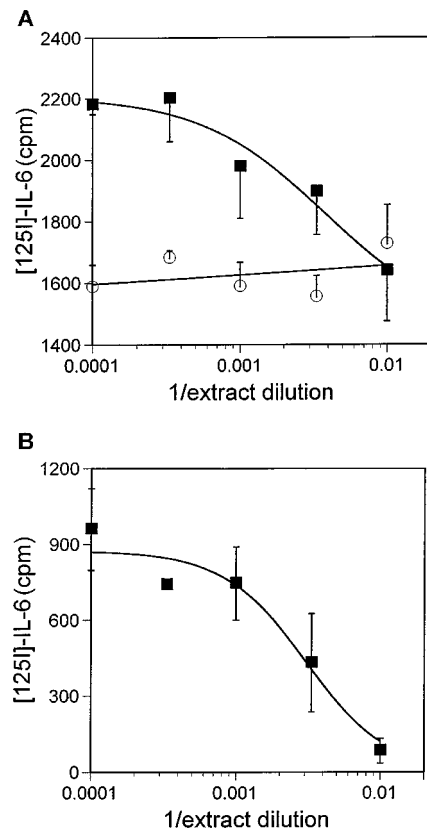 A
[125I]-IL-6 (cpm)
2400
2200
2000
1800
1600
1400
0.0001
0.001
0.01
1/extract dilution
B
[125I]-IL-6 (cpm)
1200
900
600
300
0
0.0001
0.001
0.01
1/extract dilution